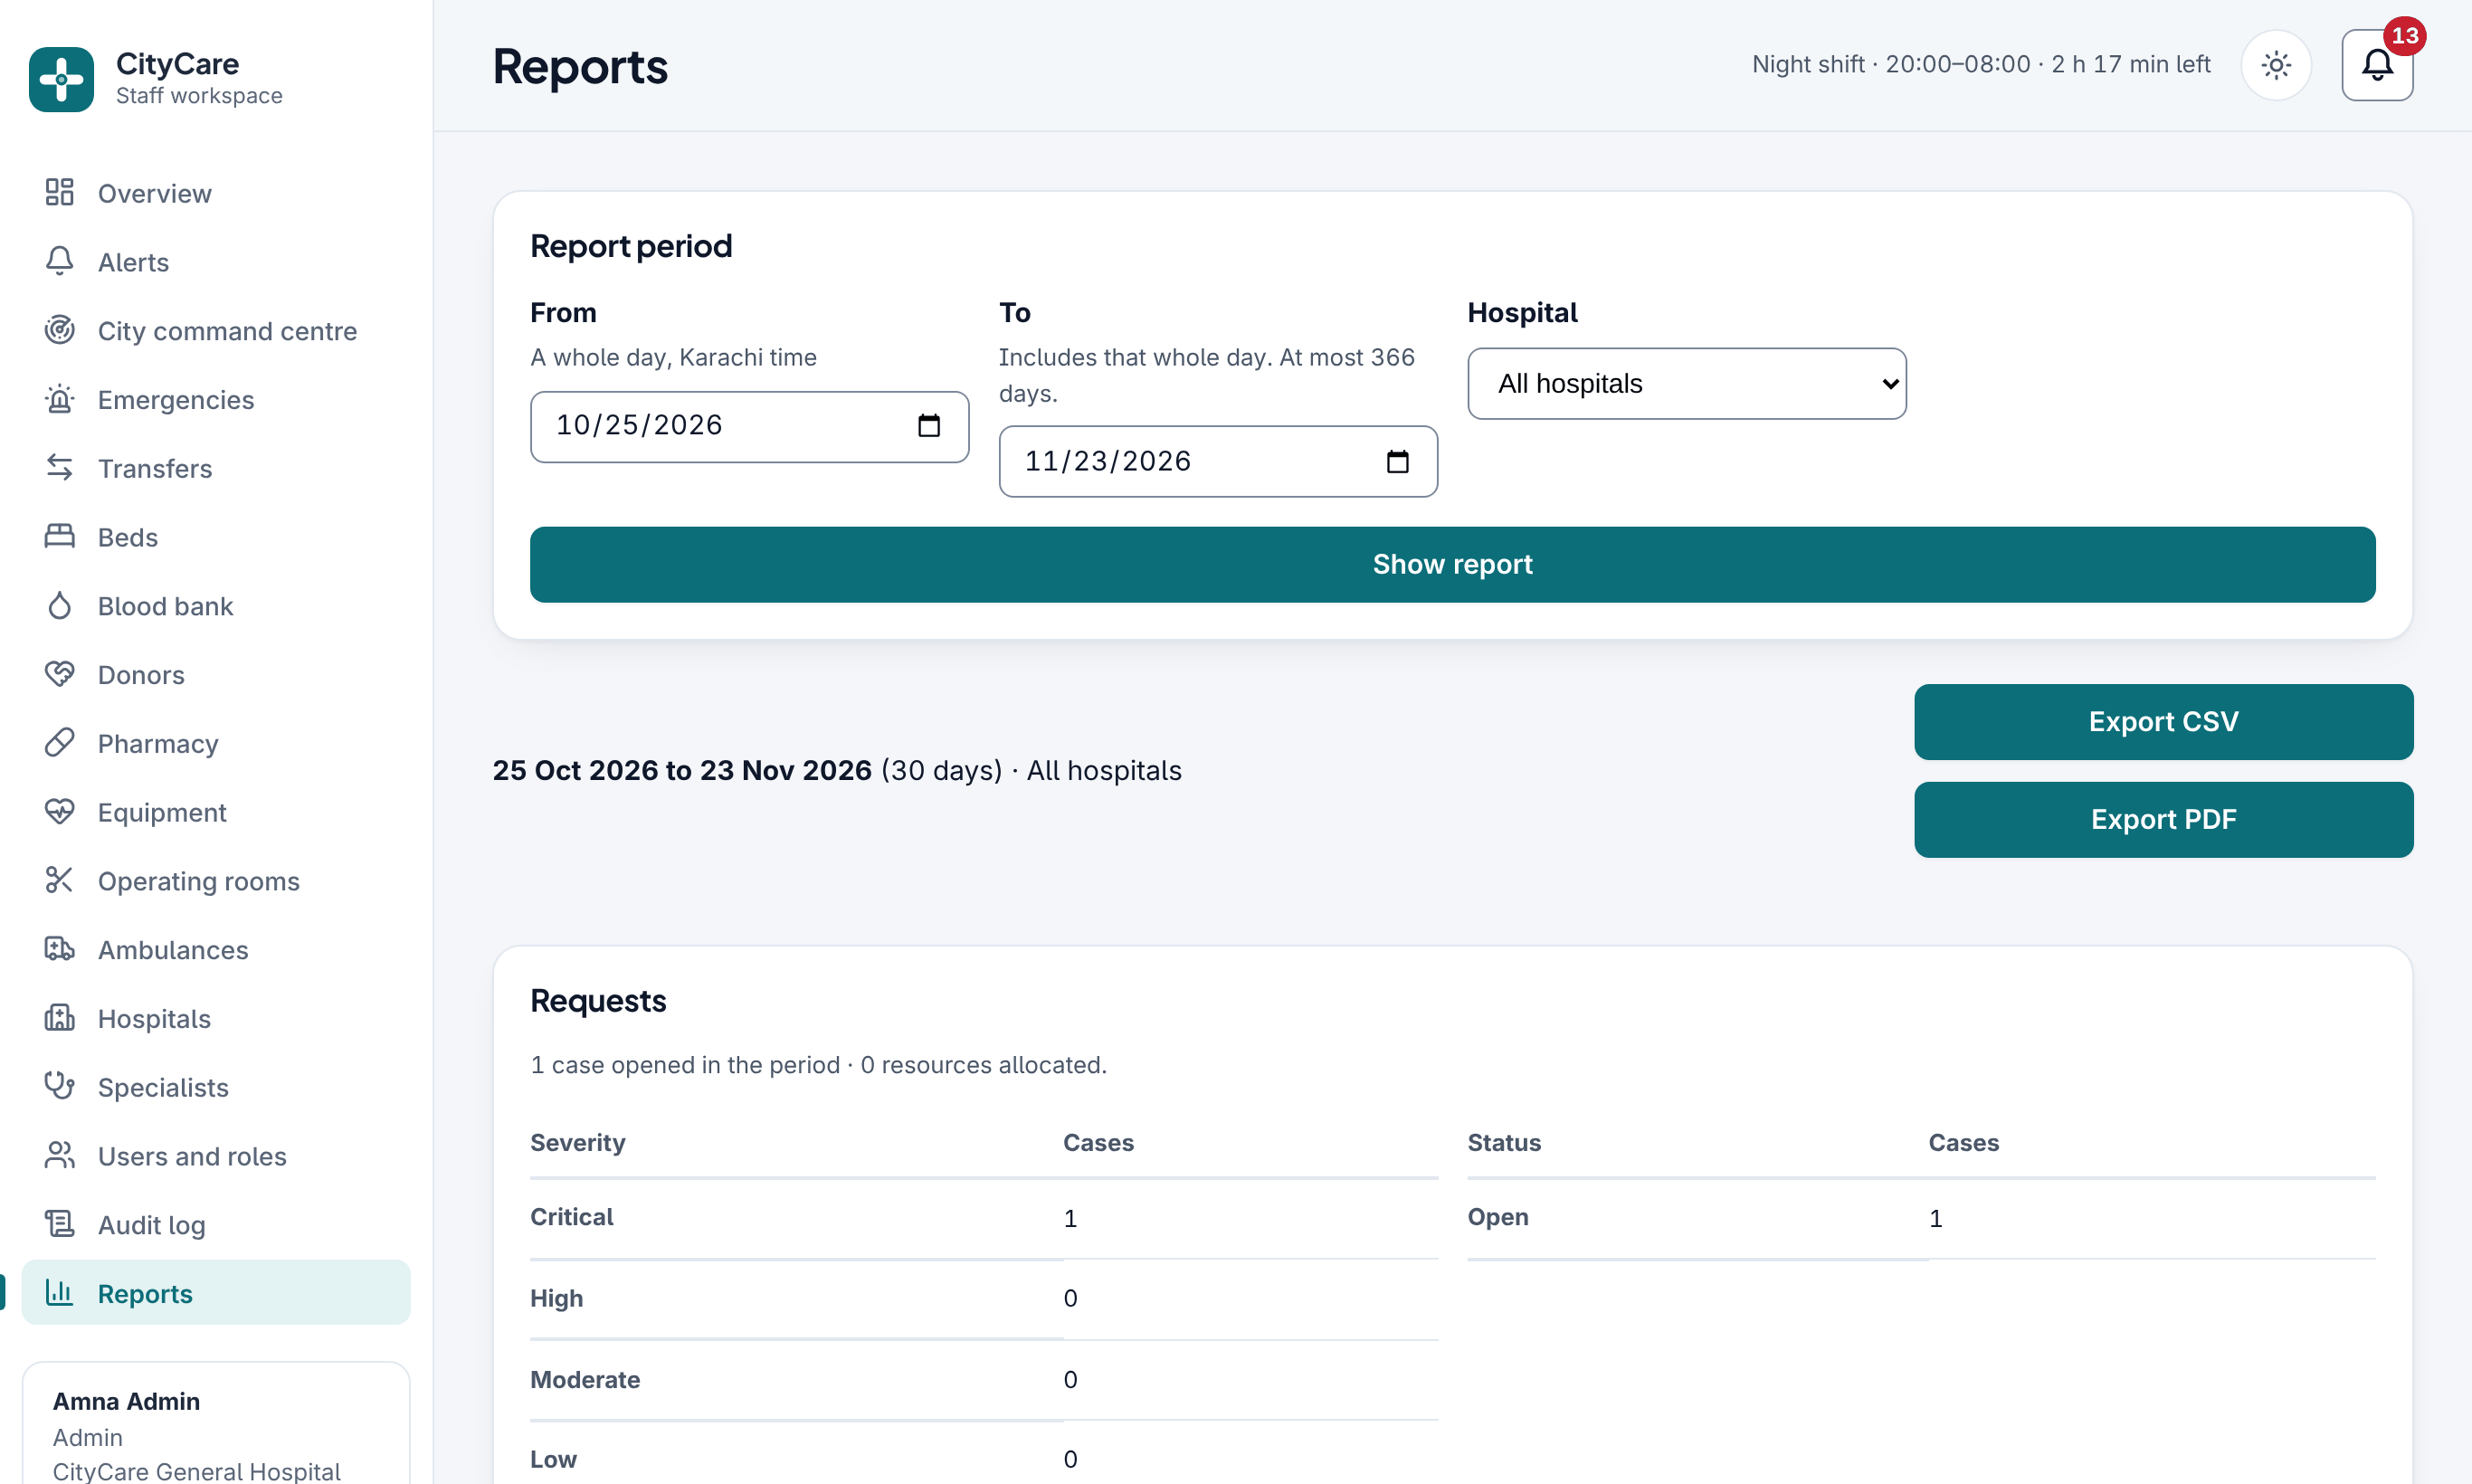 CityCare
Staff workspace
Overview
Alerts
City command centre
Emergencies
Transfers
Beds
Blood bank
Donors
Pharmacy
Equipment
Operating rooms
Ambulances
Hospitals
Specialists
Users and roles
Audit log
Reports
Amna Admin
Admin
CityCare General Hospital
Reports
Night shift · 20:00–08:00 · 2 h 17 min left
13
Report period
From
A whole day, Karachi time
10/25/2026
To
Includes that whole day. At most 366
days.
11/23/2026
Hospital
All hospitals
Show report
25 Oct 2026 to 23 Nov 2026 (30 days) · All hospitals
Export CSV
Export PDF
Requests
1 case opened in the period · 0 resources allocated.
Severity Cases
Critical 1
High 0
Moderate 0
Low 0
Status Cases
Open 1